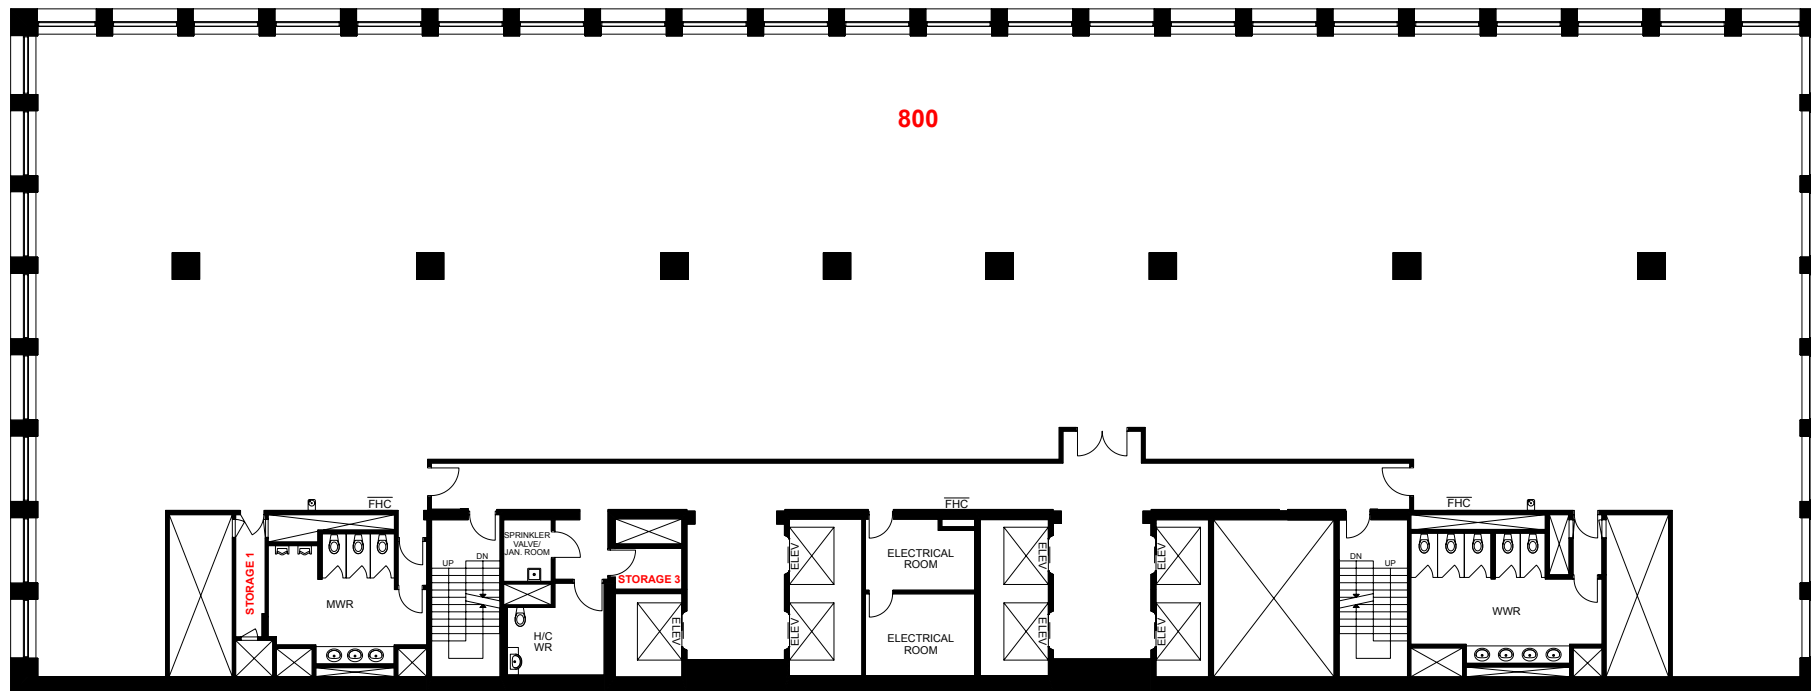 800
FHC
FHC
FHC
SPRINKLER
VALVE/
JAN. ROOM
DN
UP
ELEV
ELECTRICAL
ROOM
ELEV
ELEV
DN
UP
STORAGE 1
STORAGE 3
MWR
WWR
H/C
WR
ELEV
ELEV
ELECTRICAL
ROOM
ELEV
ELEV